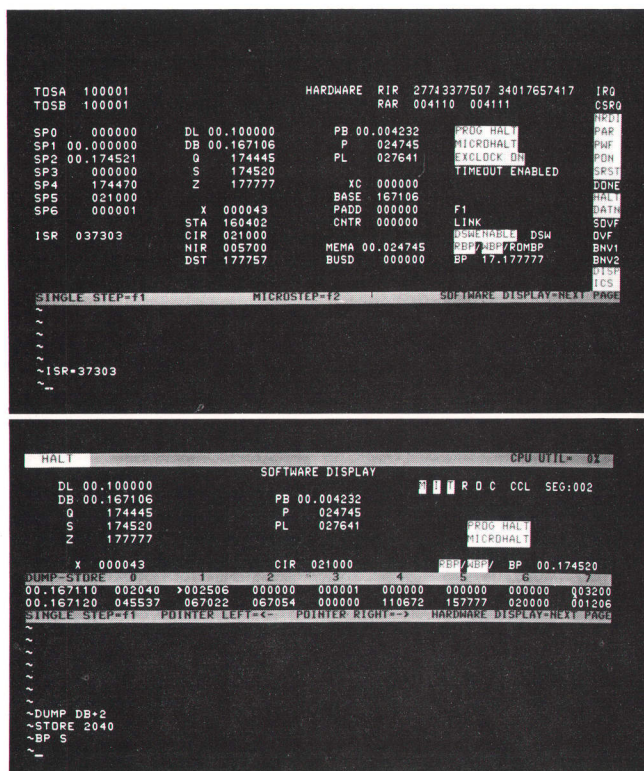 TOSA 100001 HARDWARE RIR 27743377507 34017657417 IRQ
TOSB 100001 RAR 004110 004111 CSRQ
NRDI
SP0 000000 DL 00.100000 PB 00.004232 PROG HALT PAR
SP1 00.000000 DB 00.167106 P 024745 MICROHALT PWF
SP2 00.174521 Q 174445 PL 027641 EXCLOCK ON PON
SP3 000000 S 174520 TIMEOUT ENABLED SRST
SP4 174470 Z 177777 XC 000000 DONE
SP5 021000 BASE 167106 HALT
SP6 000001 X 000043 PADD 000000 F1 DATN
STA 160402 CNTR 000000 LINK SOVF
ISR 037303 CIR 021000 DSWENABLE DSW OVF
NIR 005700 MEMA 00.024745 RBP/WBP/ROMBP BNV1
DST 177757 BUSD 000000 BP 17.177777 BNV2
DISP
ICS
SINGLE STEP=f1 MICROSTEP=f2 SOFTWARE DISPLAY=NEXT PAGE
~
~
~
~
~
~ISR=37303
~_
HALT CPU UTIL= 0%
SOFTWARE DISPLAY
DL 00.100000 M I T R O C CCL SEG:002
DB 00.167106 PB 00.004232
Q 174445 P 024745
S 174520 PL 027641 PROG HALT
Z 177777 MICROHALT
X 000043 CIR 021000 RBP/WBP/ BP 00.174520
DUMP-STORE 0 1 2 3 4 5 6 7
00.167110 002040 >002506 000000 000001 000000 000000 000000 003200
00.167120 045537 067022 067054 000000 110672 157777 020000 001206
SINGLE STEP=f1 POINTER LEFT=<- POINTER RIGHT=-> HARDWARE DISPLAY=NEXT PAGE
~
~
~
~
~
~
~
~DUMP DB+2
~STORE 2040
~BP S
~_